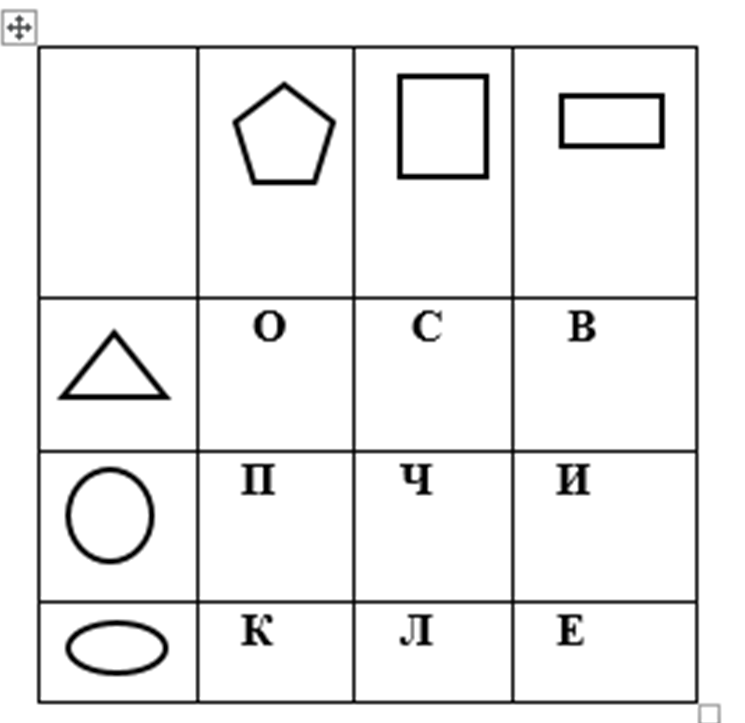 О С В
П Ч И
К Л Е